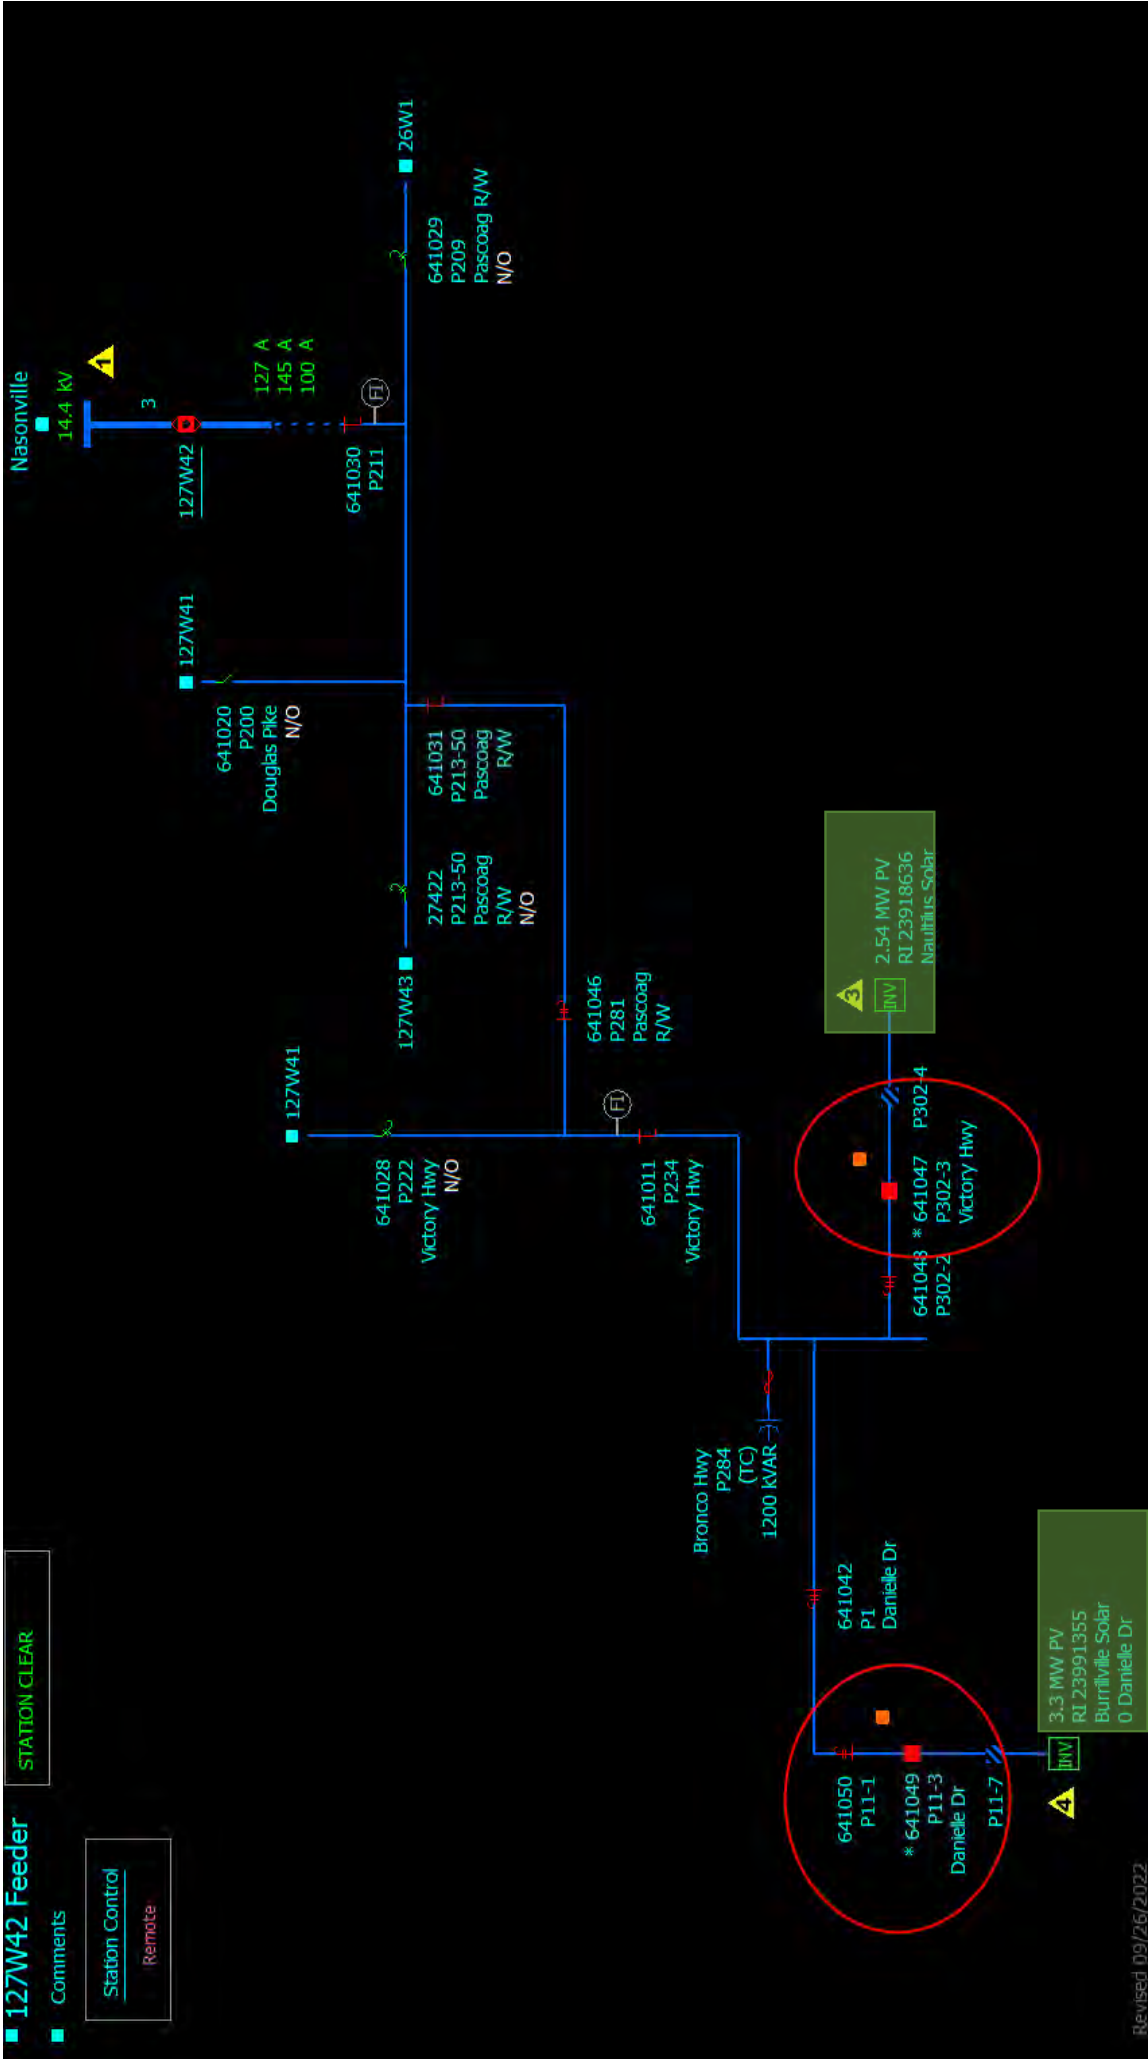 127W42 Feeder
STATION CLEAR
Comments
Station Control
Remote
Nasonville
14.4 kV
1
3
127W42
127 A
145 A
100 A
641030
P211
FI
26W1
641029
P209
Pascoag R/W
N/O
127W41
641020
P200
Douglas Pike
N/O
641031
P213-50
Pascoag
R/W
127W43
27422
P213-50
Pascoag
R/W
N/O
641046
P281
Pascoag
R/W
127W41
641028
P222
Victory Hwy
N/O
FI
641011
P234
Victory Hwy
Bronco Hwy
P284
(TC)
1200 kVAR
641048
P302-2
* 641047
P302-3
Victory Hwy
P302-4
3
INV
2.54 MW PV
RI 23918636
Naultilus Solar
641042
P1
Danielle Dr
641050
P11-1
* 641049
P11-3
Danielle Dr
P11-7
4
INV
3.3 MW PV
RI 23991355
Burrillville Solar
0 Danielle Dr
Revised 09/26/2022